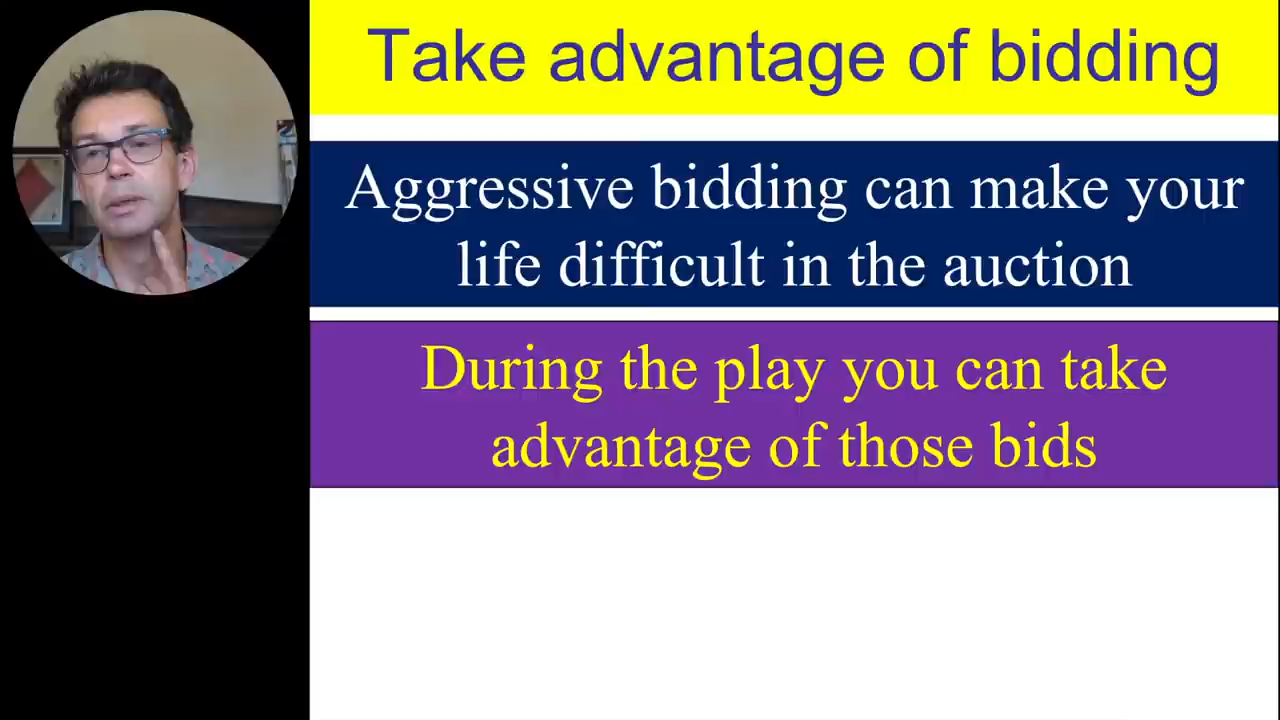 Take advantage of bidding
Aggressive bidding can make your
life difficult in the auction
During the play you can take
advantage of those bids